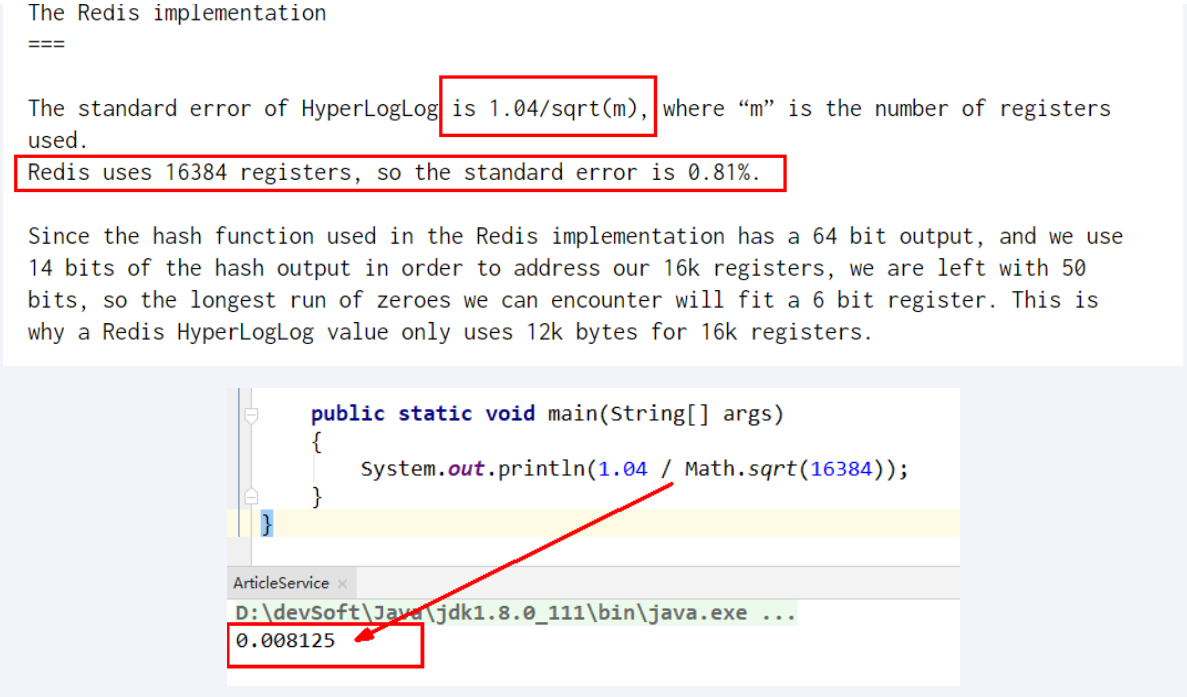 The Redis implementation
===
The standard error of HyperLogLog is 1.04/sqrt(m), where “m” is the number of registers
used.
Redis uses 16384 registers, so the standard error is 0.81%.
Since the hash function used in the Redis implementation has a 64 bit output, and we use
14 bits of the hash output in order to address our 16k registers, we are left with 50
bits, so the longest run of zeroes we can encounter will fit a 6 bit register. This is
why a Redis HyperLogLog value only uses 12k bytes for 16k registers.
public static void main(String[] args)
{
System.out.println(1.04 / Math.sqrt(16384));
}
}
ArticleService ×
D:\devSoft\Java\jdk1.8.0_111\bin\java.exe ...
0.008125